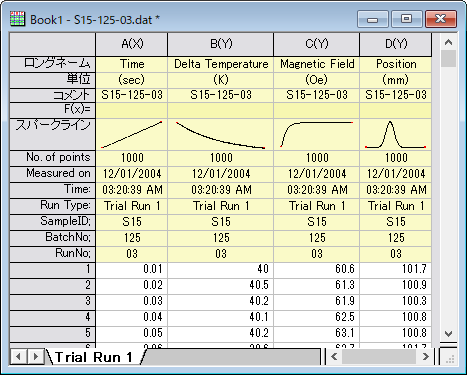 Book1 - S15-125-03.dat *
A(X) B(Y) C(Y) D(Y)
ロングネーム Time Delta Temperature Magnetic Field Position
単位 (sec) (K) (Oe) (mm)
コメント S15-125-03 S15-125-03 S15-125-03 S15-125-03
F(x)=
スパークライン
No. of points 1000 1000 1000 1000
Measured on 12/01/2004 12/01/2004 12/01/2004 12/01/2004
Time: 03:20:39 AM 03:20:39 AM 03:20:39 AM 03:20:39 AM
Run Type: Trial Run 1 Trial Run 1 Trial Run 1 Trial Run 1
SampleID; S15 S15 S15 S15
BatchNo; 125 125 125 125
RunNo; 03 03 03 03
1 0.01 40 60.6 101.7
2 0.02 40.5 61.3 100.9
3 0.03 40.2 61.9 100.3
4 0.04 40.1 62.5 100.8
5 0.05 40.2 63.1 100.8
Trial Run 1